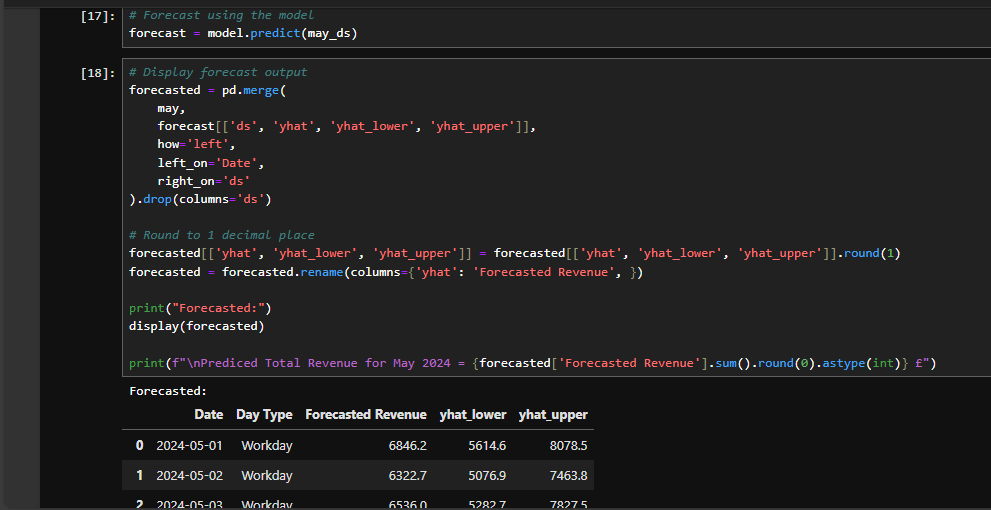 [17]: # Forecast using the model
forecast = model.predict(may_ds)
[18]: # Display forecast output
forecasted = pd.merge(
may,
forecast[['ds', 'yhat', 'yhat_lower', 'yhat_upper']],
how='left',
left_on='Date',
right_on='ds'
).drop(columns='ds')
# Round to 1 decimal place
forecasted[['yhat', 'yhat_lower', 'yhat_upper']] = forecasted[['yhat', 'yhat_lower', 'yhat_upper']].round(1)
forecasted = forecasted.rename(columns={'yhat': 'Forecasted Revenue', })
print("Forecasted:")
display(forecasted)
print(f"\nPrediced Total Revenue for May 2024 = {forecasted['Forecasted Revenue'].sum().round(0).astype(int)} £")
Forecasted:
Date Day Type Forecasted Revenue yhat_lower yhat_upper
0 2024-05-01 Workday 6846.2 5614.6 8078.5
1 2024-05-02 Workday 6322.7 5076.9 7463.8
2 2024-05-03 Workday 6536.0 5282.7 7827.5